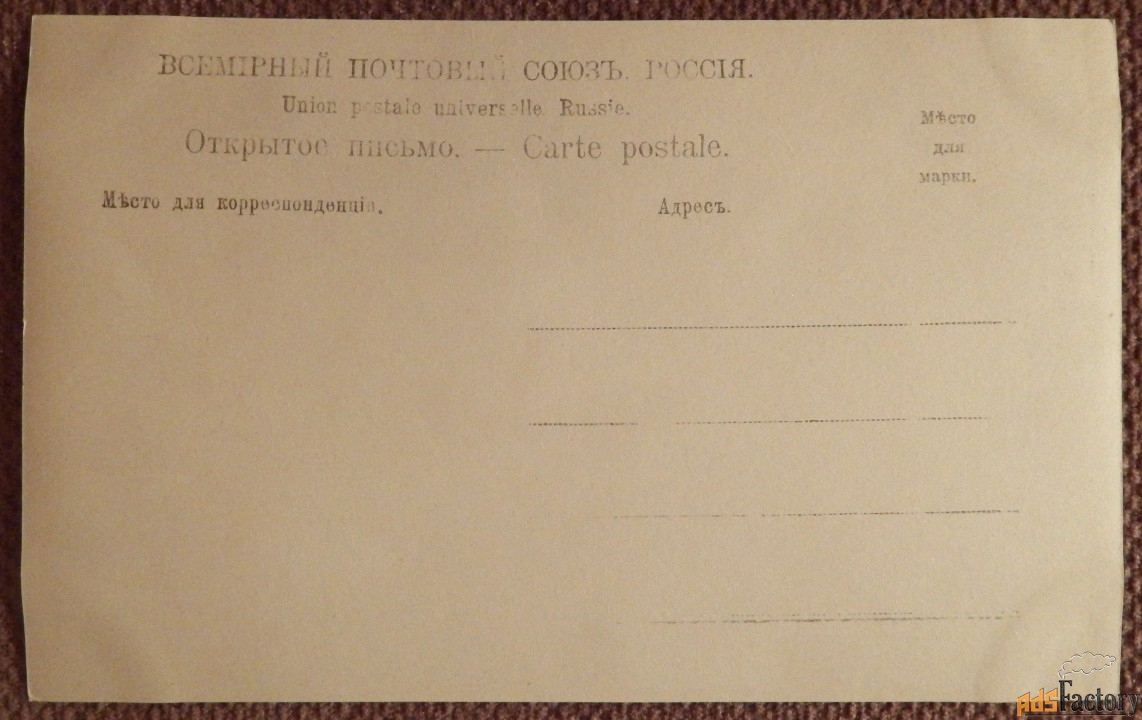 ВСЕМІРНЫЙ ПОЧТОВЫЙ СОЮЗЪ. РОССІЯ.
Union postale universelle. Russie.
Открытое письмо. — Carte postale.
Мѣсто
для
марки.
Мѣсто для корреспонденціи.
Адресъ.
AdsFactory